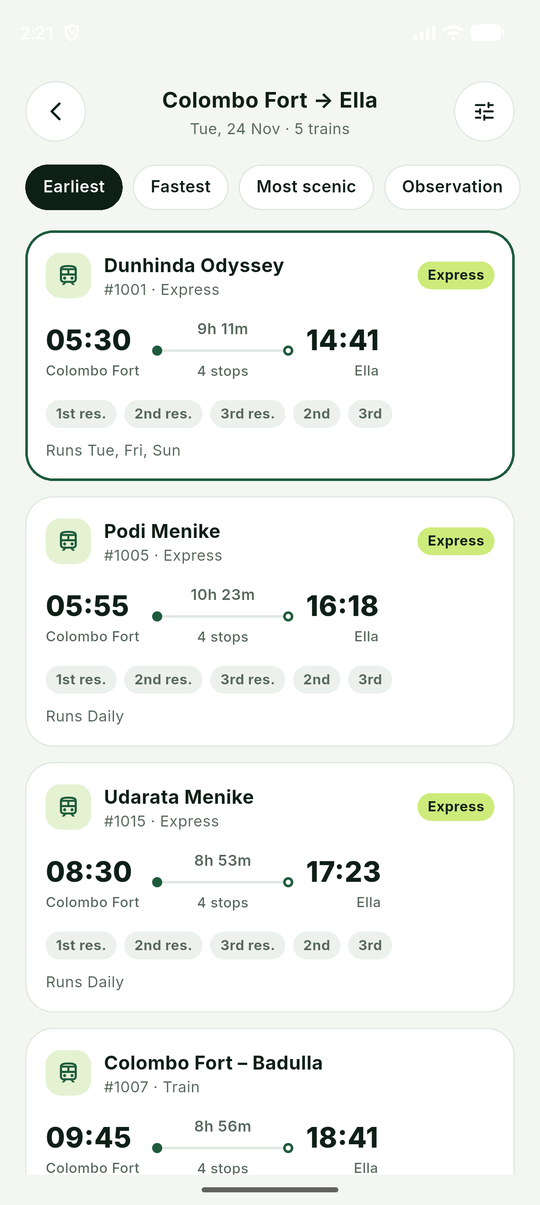 2:21
Colombo Fort → Ella
Tue, 24 Nov · 5 trains
Earliest
Fastest
Most scenic
Observation
Dunhinda Odyssey
#1001 · Express
Express
05:30
9h 11m
14:41
Colombo Fort
4 stops
Ella
1st res.
2nd res.
3rd res.
2nd
3rd
Runs Tue, Fri, Sun
Podi Menike
#1005 · Express
Express
05:55
10h 23m
16:18
Colombo Fort
4 stops
Ella
1st res.
2nd res.
3rd res.
2nd
3rd
Runs Daily
Udarata Menike
#1015 · Express
Express
08:30
8h 53m
17:23
Colombo Fort
4 stops
Ella
1st res.
2nd res.
3rd res.
2nd
3rd
Runs Daily
Colombo Fort – Badulla
#1007 · Train
09:45
8h 56m
18:41
Colombo Fort
4 stops
Ella